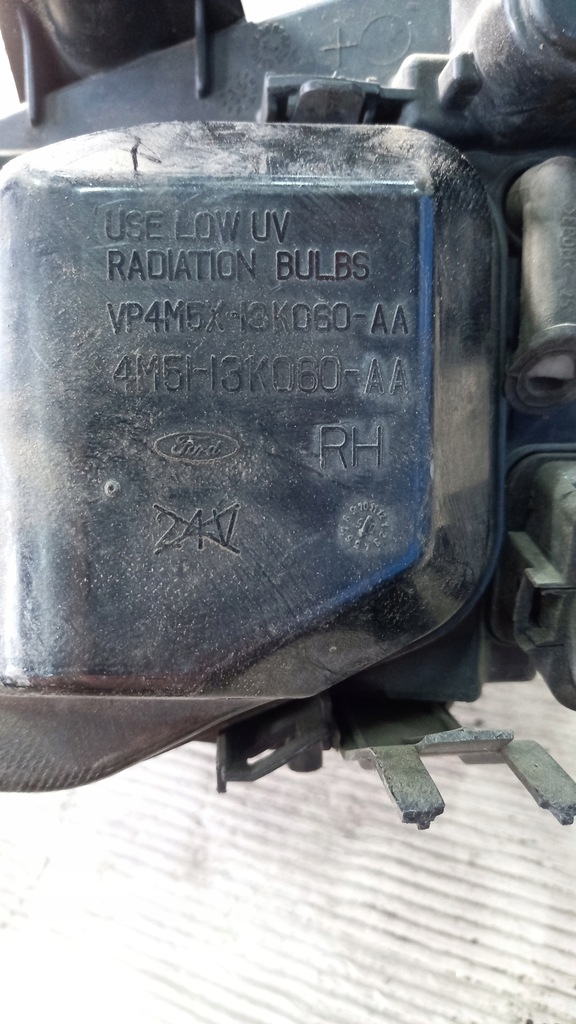 USE LOW UV
RADIATION BULBS
VP4M5X-13K060-AA
4M51-13K060-AA
Ford
RH
24V